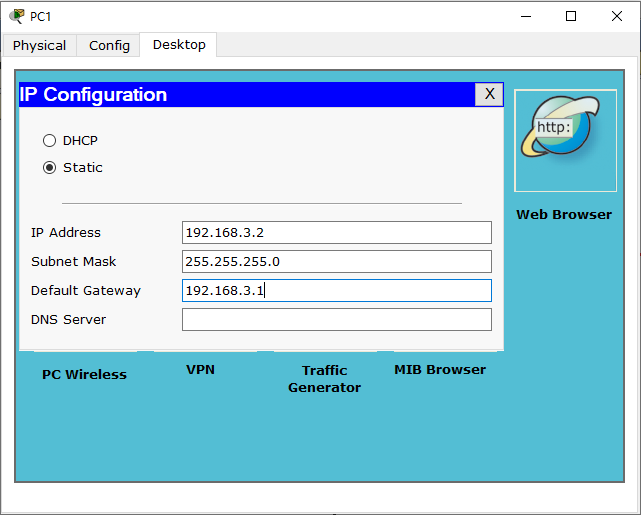 PC1
Physical
Config
Desktop
IP Configuration
X
DHCP
Static
http:
Web Browser
IP Address
192.168.3.2
Subnet Mask
255.255.255.0
Default Gateway
192.168.3.1
DNS Server
PC Wireless
VPN
Traffic
Generator
MIB Browser